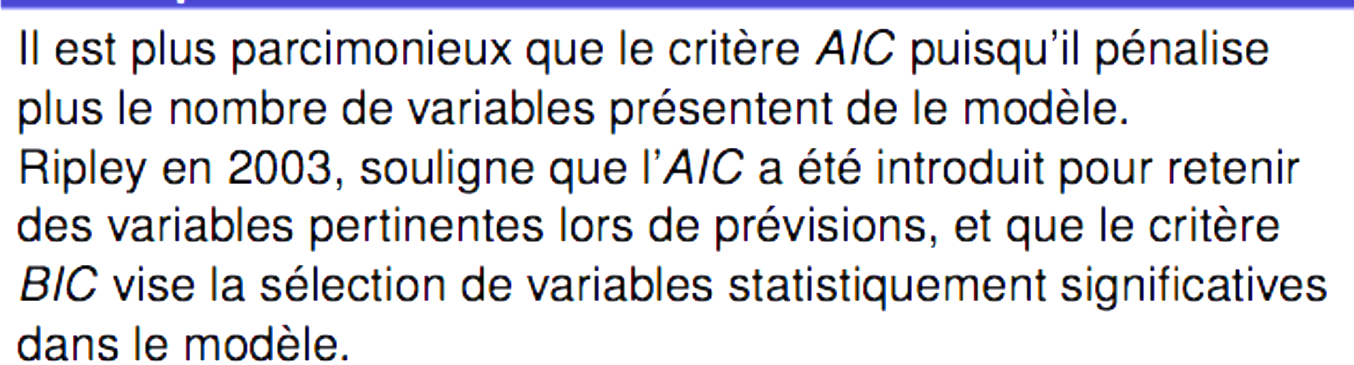 Il est plus parcimonieux que le critère AIC puisqu'il pénalise
plus le nombre de variables présentent de le modèle.
Ripley en 2003, souligne que l'AIC a été introduit pour retenir
des variables pertinentes lors de prévisions, et que le critère
BIC vise la sélection de variables statistiquement significatives
dans le modèle.